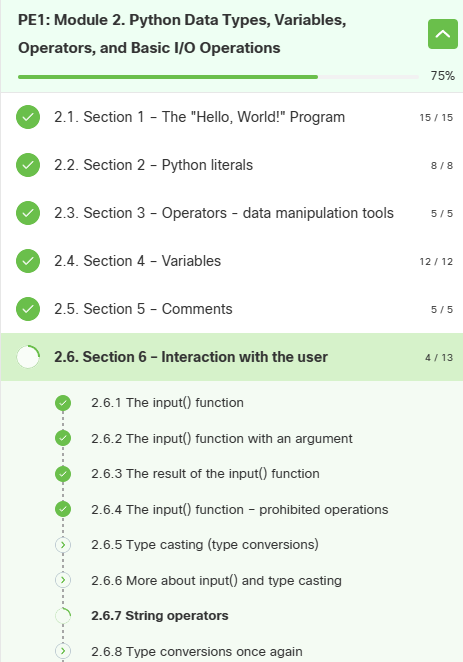 PE1: Module 2. Python Data Types, Variables,
Operators, and Basic I/O Operations
75%
2.1. Section 1 – The "Hello, World!" Program 15 / 15
2.2. Section 2 – Python literals 8 / 8
2.3. Section 3 – Operators - data manipulation tools 5 / 5
2.4. Section 4 – Variables 12 / 12
2.5. Section 5 – Comments 5 / 5
2.6. Section 6 – Interaction with the user 4 / 13
2.6.1 The input() function
2.6.2 The input() function with an argument
2.6.3 The result of the input() function
2.6.4 The input() function – prohibited operations
2.6.5 Type casting (type conversions)
2.6.6 More about input() and type casting
2.6.7 String operators
2.6.8 Type conversions once again